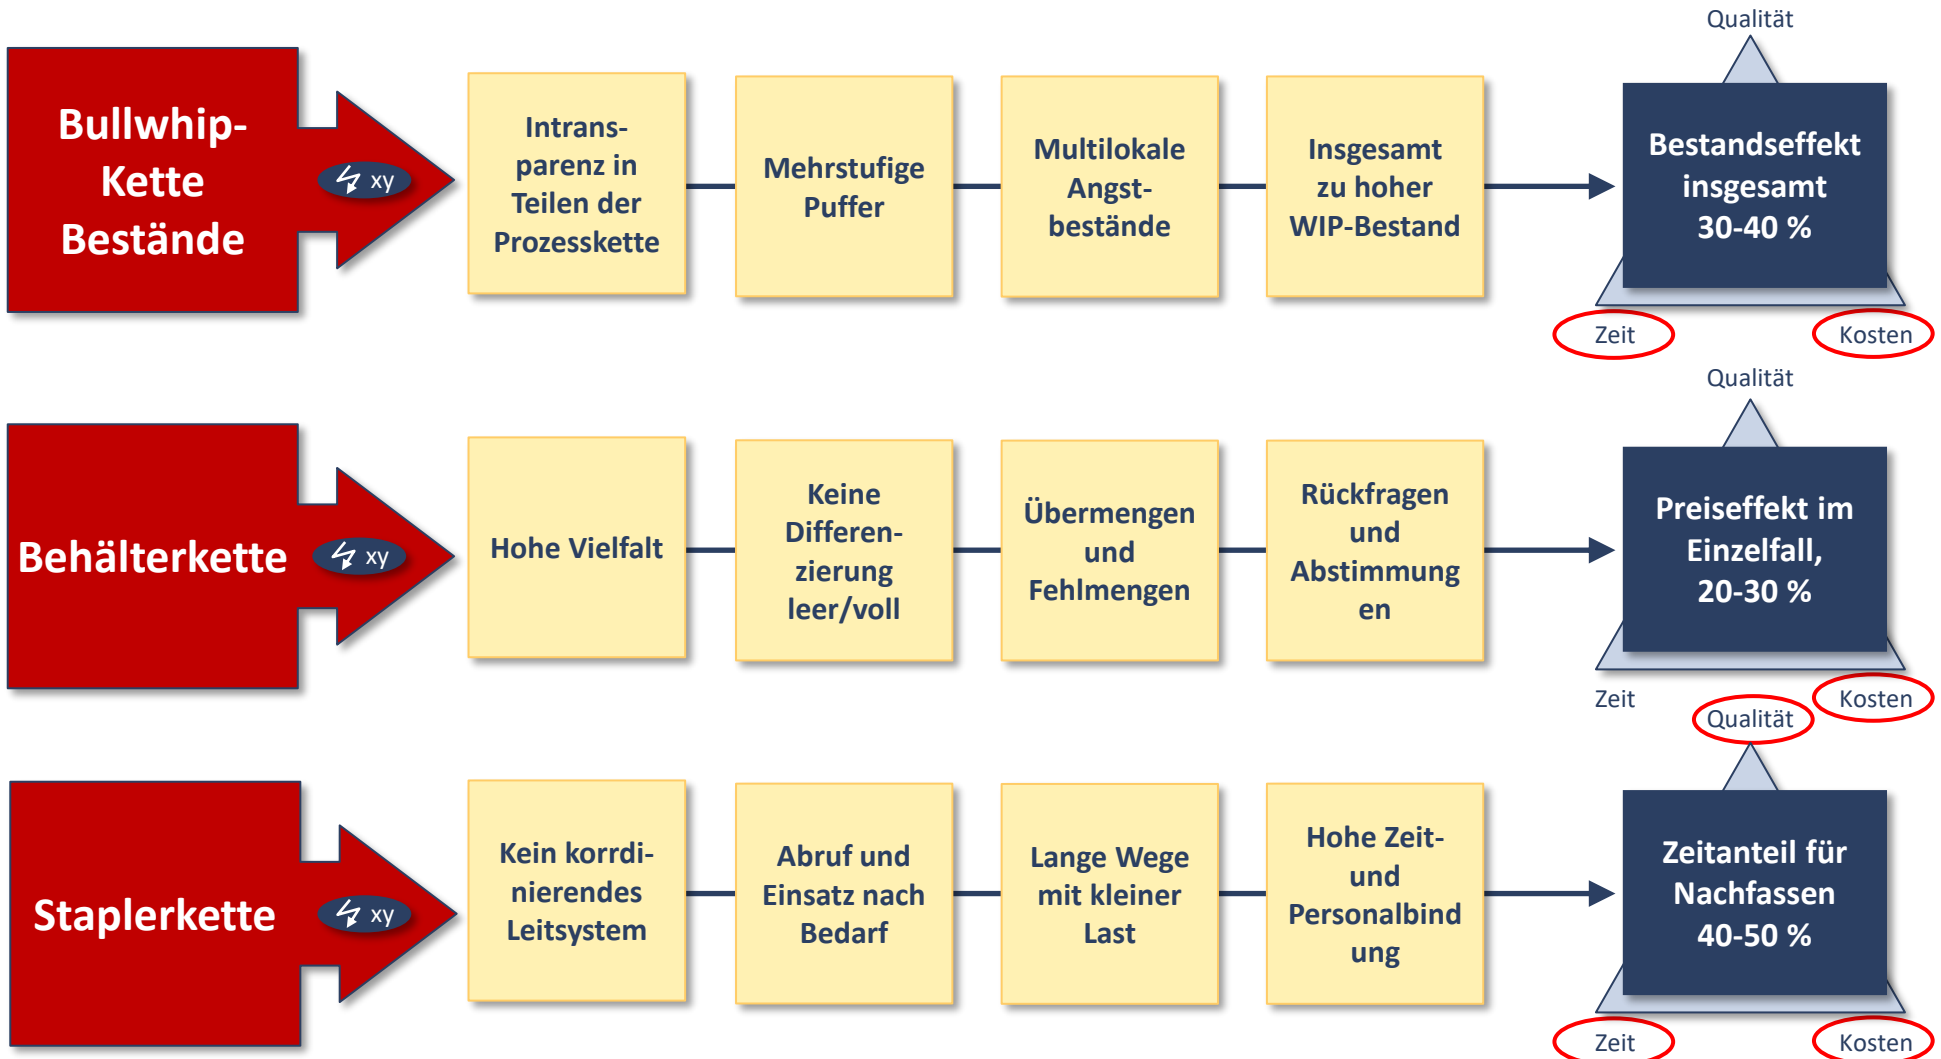 Qualität
Bullwhip-
Kette
Bestände
xy
Intrans-
parenz in
Teilen der
Prozesskette
Mehrstufige
Puffer
Multilokale
Angst-
bestände
Insgesamt
zu hoher
WIP-Bestand
Bestandseffekt
insgesamt
30-40 %
Zeit
Kosten
Qualität
Behälterkette
xy
Hohe Vielfalt
Keine
Differen-
zierung
leer/voll
Übermengen
und
Fehlmengen
Rückfragen
und
Abstimmung
en
Preiseffekt im
Einzelfall,
20-30 %
Zeit
Kosten
Qualität
Staplerkette
xy
Kein korrdi-
nierendes
Leitsystem
Abruf und
Einsatz nach
Bedarf
Lange Wege
mit kleiner
Last
Hohe Zeit-
und
Personalbind
ung
Zeitanteil für
Nachfassen
40-50 %
Zeit
Kosten